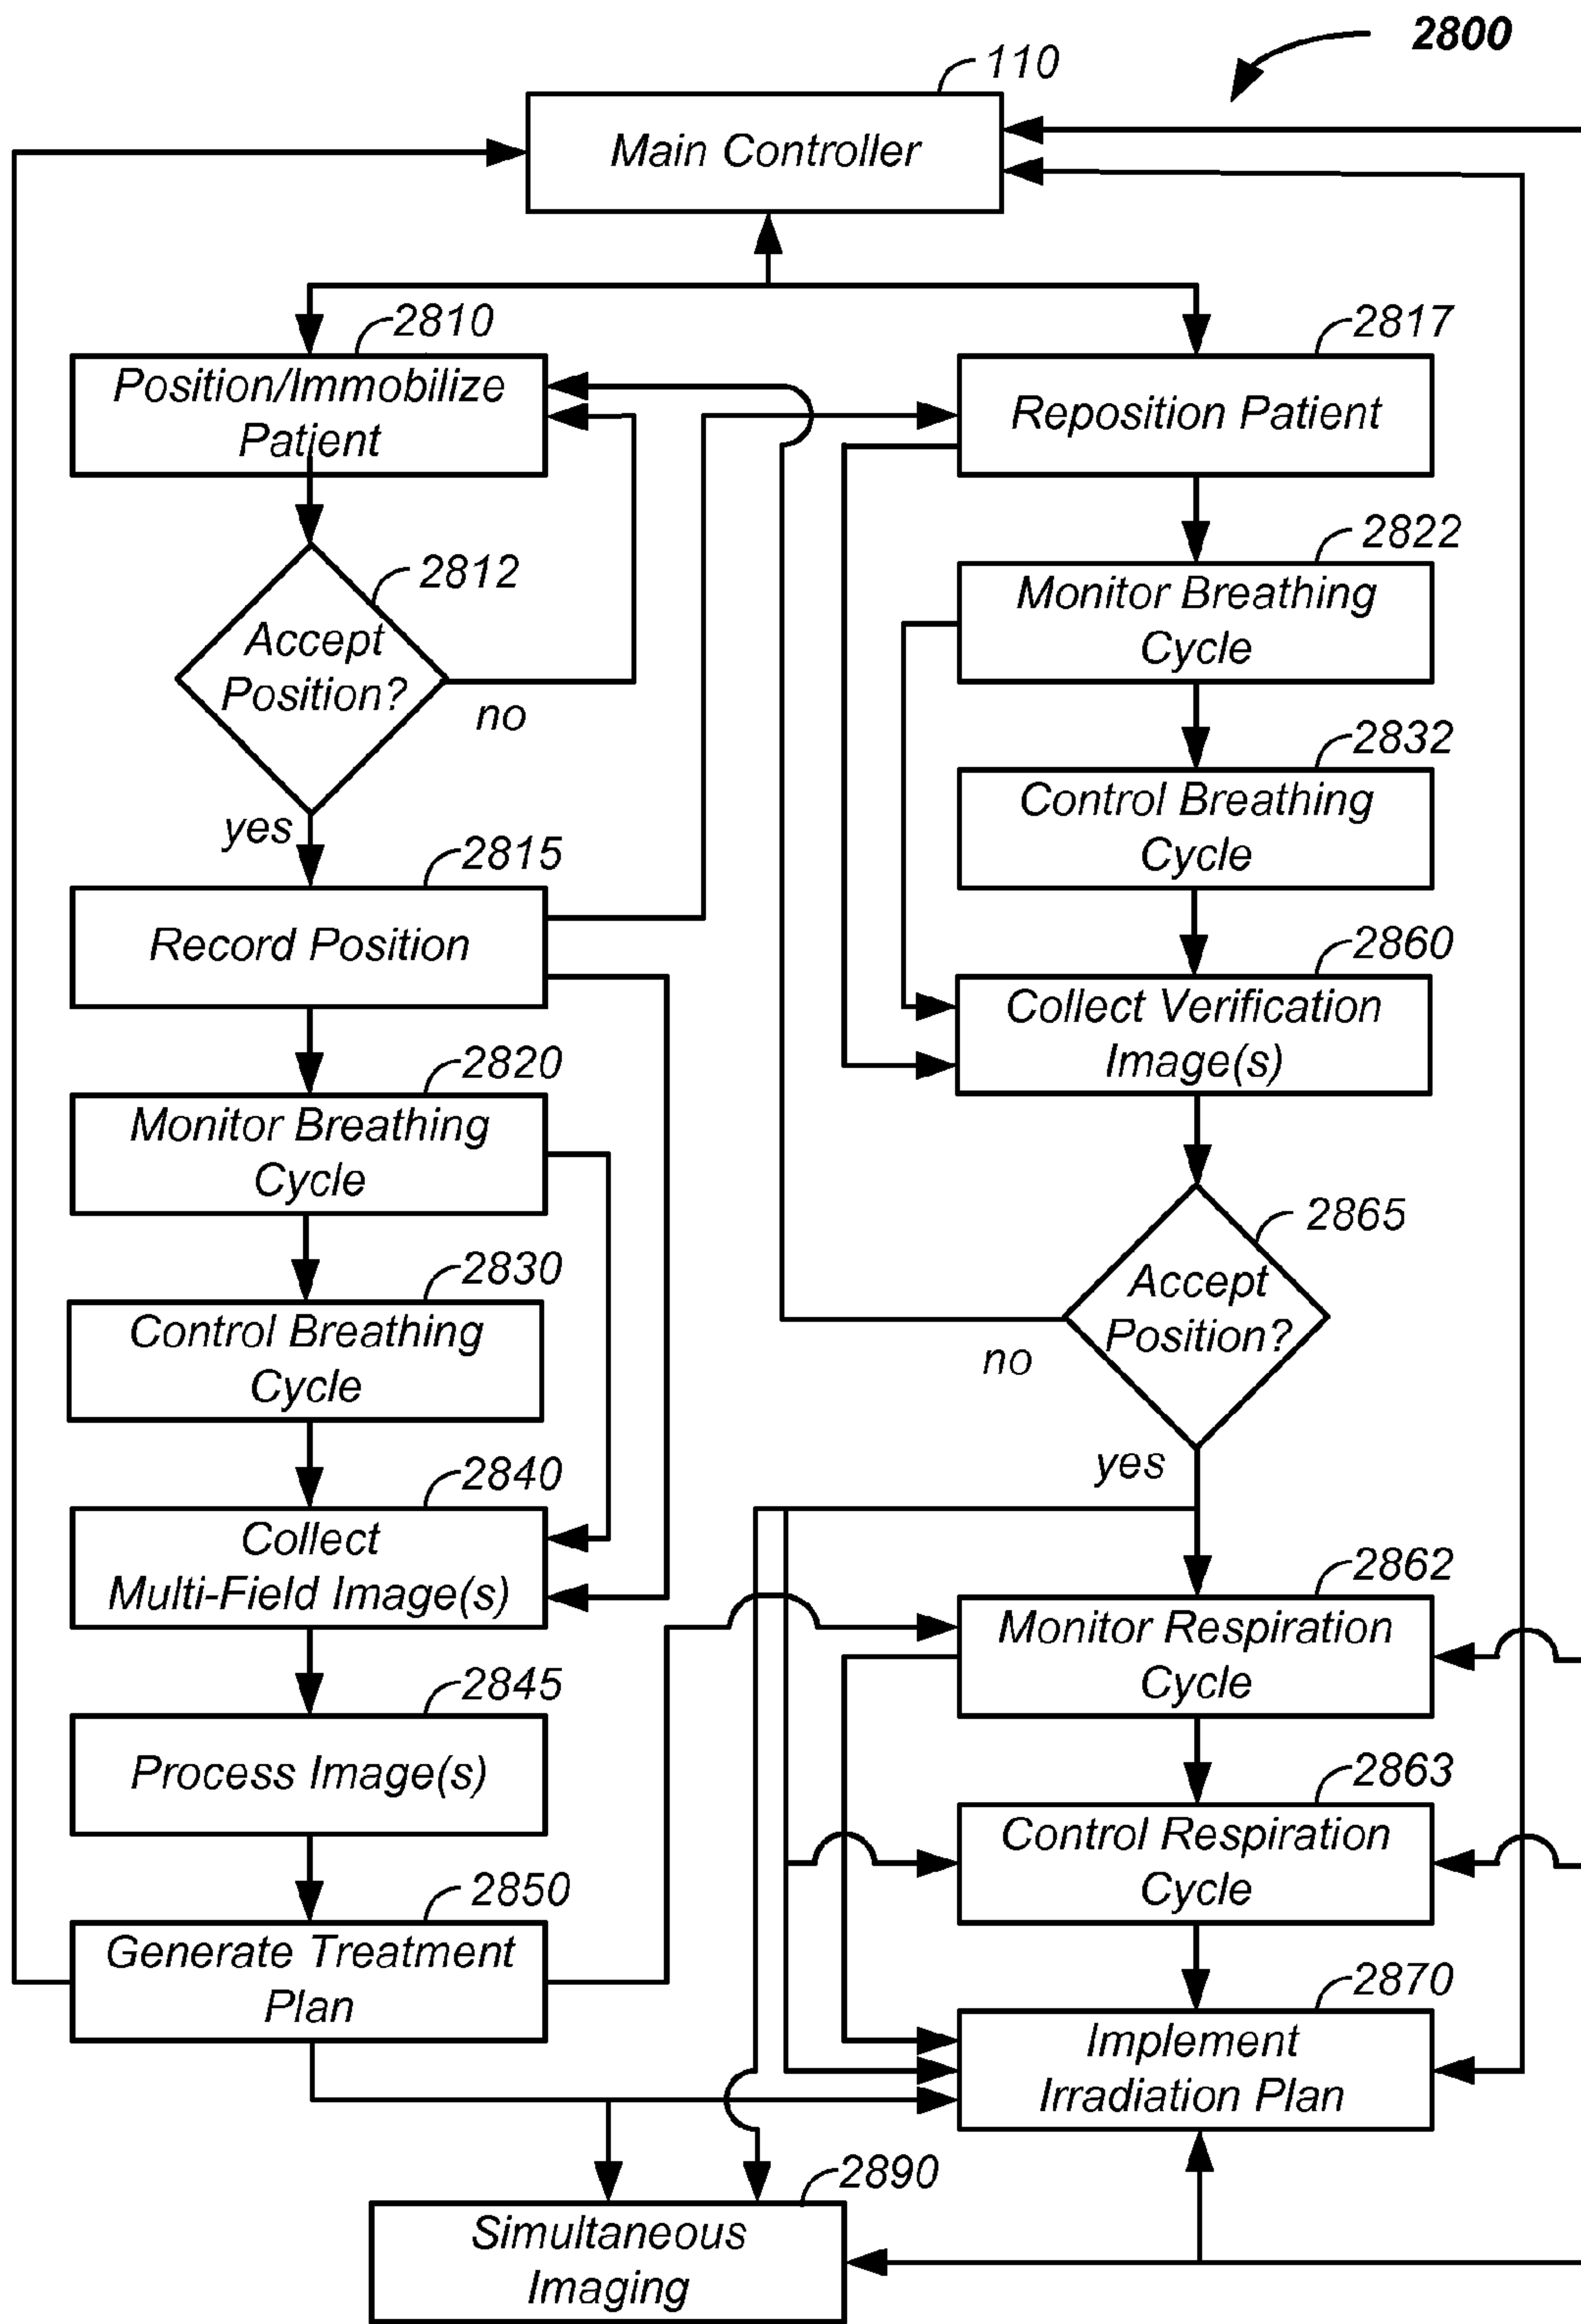 2800
110
Main Controller
2810
Position/Immobilize
Patient
2812
Accept
Position?
no
yes
2815
Record Position
2820
Monitor Breathing
Cycle
2830
Control Breathing
Cycle
2840
Collect
Multi-Field Image(s)
2845
Process Image(s)
2850
Generate Treatment
Plan
2817
Reposition Patient
2822
Monitor Breathing
Cycle
2832
Control Breathing
Cycle
2860
Collect Verification
Image(s)
2865
Accept
Position?
no
yes
2862
Monitor Respiration
Cycle
2863
Control Respiration
Cycle
2870
Implement
Irradiation Plan
2890
Simultaneous
Imaging